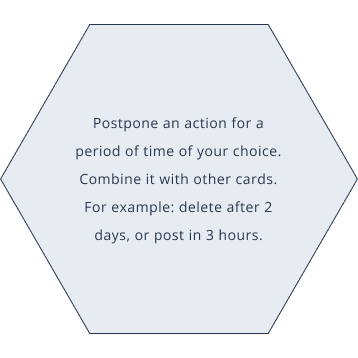 Postpone an action for a
period of time of your choice.
Combine it with other cards.
For example: delete after 2
days, or post in 3 hours.